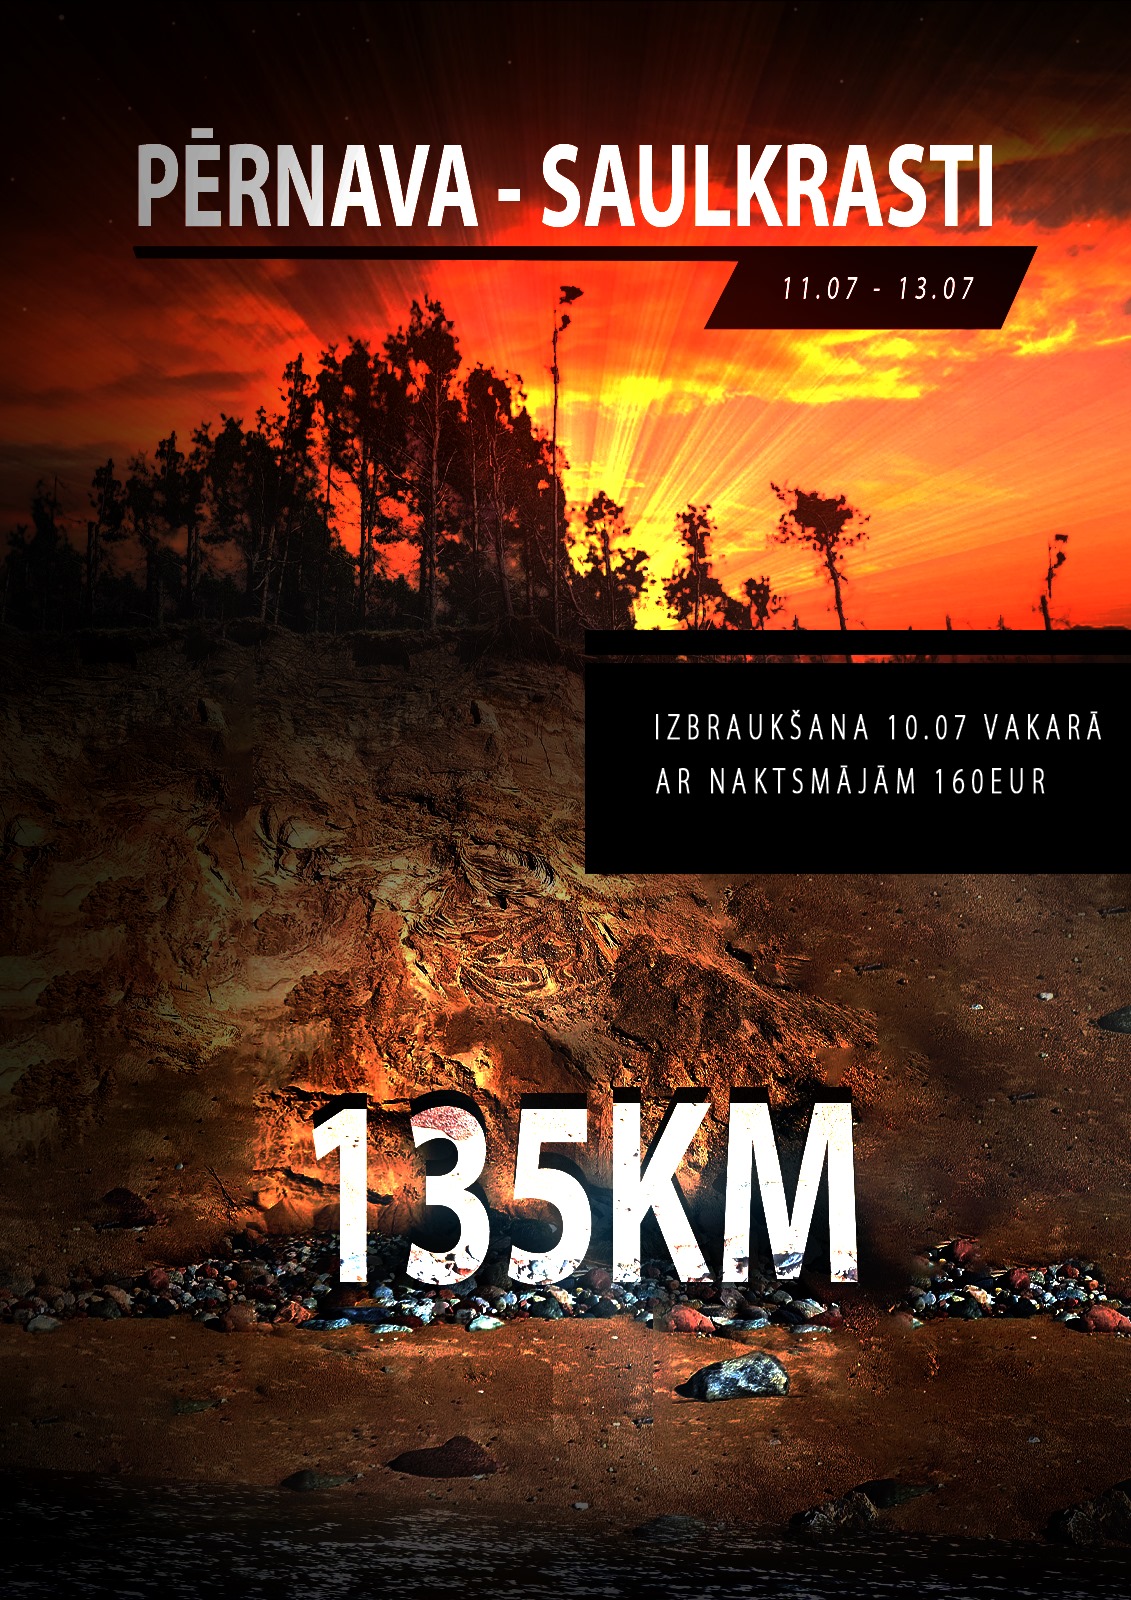 PĒRNAVA - SAULKRASTI
11.07 - 13.07
IZBRAUKŠANA 10.07 VAKARĀ
AR NAKTSMĀJĀM 160EUR
135KM